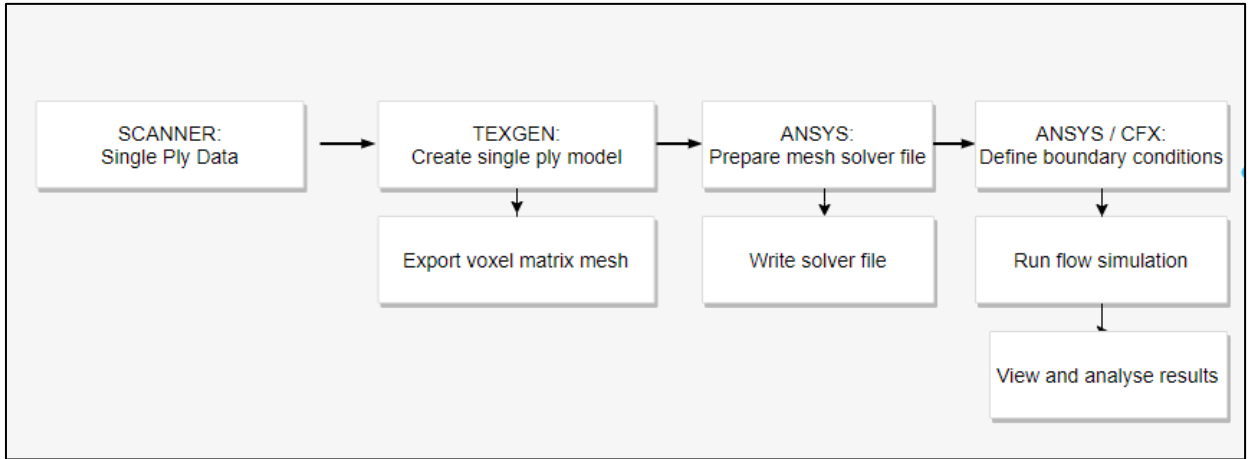 SCANNER:
Single Ply Data
TEXGEN:
Create single ply model
ANSYS:
Prepare mesh solver file
ANSYS / CFX:
Define boundary conditions
Export voxel matrix mesh
Write solver file
Run flow simulation
View and analyse results